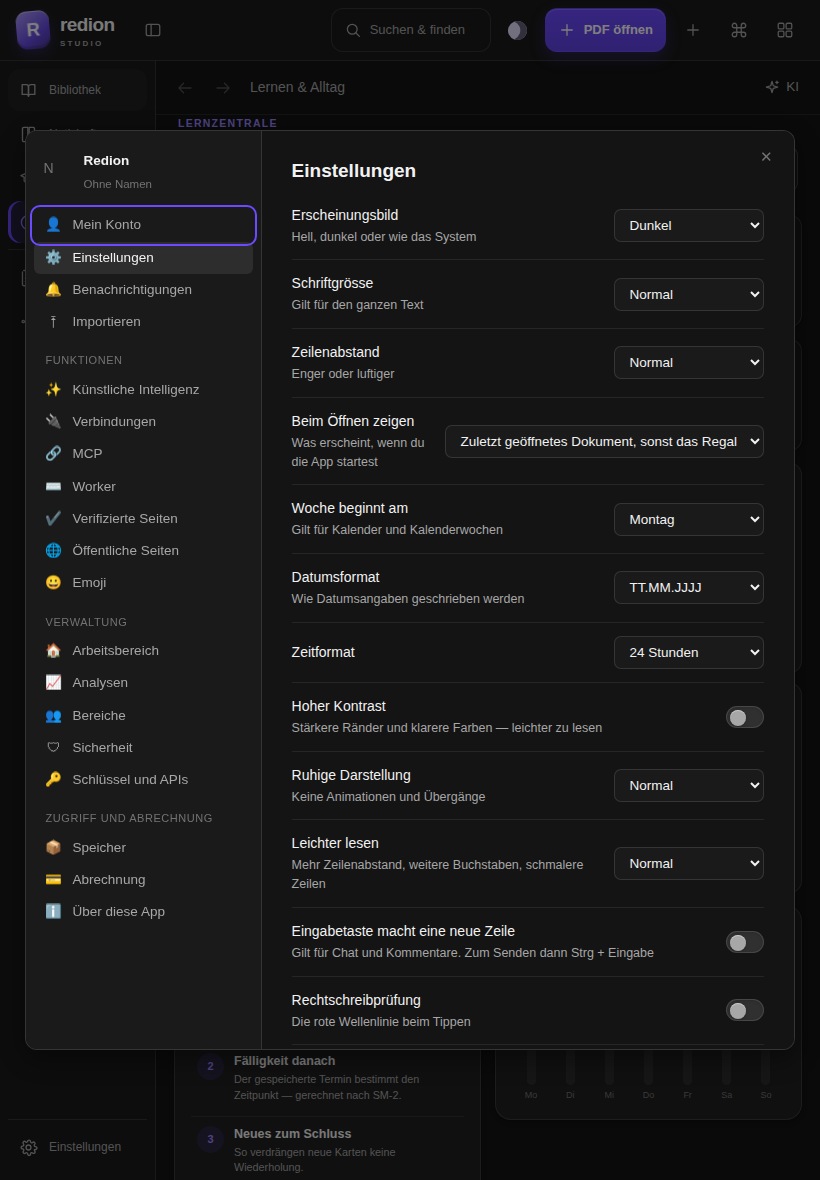 R
redion
STUDIO
Suchen & finden
PDF öffnen
Bibliothek
Lernen & Alltag
KI
LERNZENTRALE
N
Redion
Ohne Namen
Mein Konto
Einstellungen
Benachrichtigungen
Importieren
FUNKTIONEN
Künstliche Intelligenz
Verbindungen
MCP
Worker
Verifizierte Seiten
Öffentliche Seiten
Emoji
VERWALTUNG
Arbeitsbereich
Analysen
Bereiche
Sicherheit
Schlüssel und APIs
ZUGRIFF UND ABRECHNUNG
Speicher
Abrechnung
Über diese App
Einstellungen
Erscheinungsbild
Hell, dunkel oder wie das System
Dunkel
Schriftgrösse
Gilt für den ganzen Text
Normal
Zeilenabstand
Enger oder luftiger
Normal
Beim Öffnen zeigen
Was erscheint, wenn du
die App startest
Zuletzt geöffnetes Dokument, sonst das Regal
Woche beginnt am
Gilt für Kalender und Kalenderwochen
Montag
Datumsformat
Wie Datumsangaben geschrieben werden
TT.MM.JJJJ
Zeitformat
24 Stunden
Hoher Kontrast
Stärkere Ränder und klarere Farben — leichter zu lesen
Ruhige Darstellung
Keine Animationen und Übergänge
Normal
Leichter lesen
Mehr Zeilenabstand, weitere Buchstaben, schmalere
Zeilen
Normal
Eingabetaste macht eine neue Zeile
Gilt für Chat und Kommentare. Zum Senden dann Strg + Eingabe
Rechtschreibprüfung
Die rote Wellenlinie beim Tippen
2
Fälligkeit danach
Der gespeicherte Termin bestimmt den
Zeitpunkt — gerechnet nach SM-2.
3
Neues zum Schluss
So verdrängen neue Karten keine
Wiederholung.
Mo Di Mi Do Fr Sa So
Einstellungen